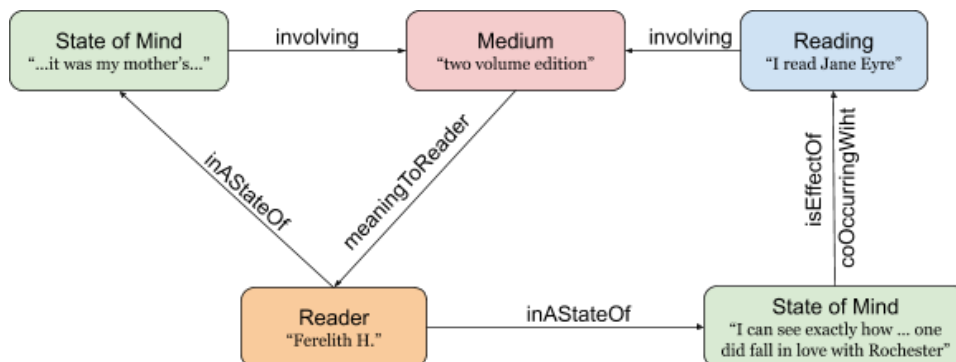 State of Mind
“...it was my mother's...”
involving
Medium
“two volume edition”
involving
Reading
“I read Jane Eyre”
inAStateOf
meaningToReader
isEffectOf
coOccurringWiht
Reader
“Ferelith H.”
inAStateOf
State of Mind
“I can see exactly how ... one
did fall in love with Rochester”